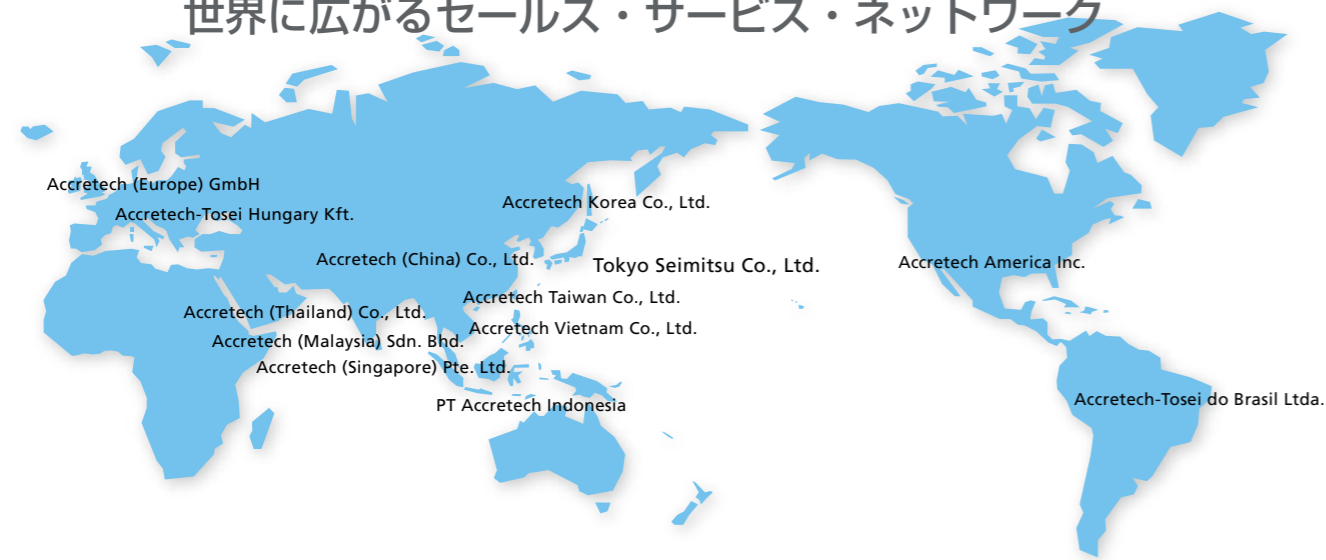 世界に広がるセールス・サービス・ネットワーク
Accretech (Europe) GmbH
Accretech Korea Co., Ltd.
Accretech-Tosei Hungary Kft.
Accretech (China) Co., Ltd.
Tokyo Seimitsu Co., Ltd.
Accretech America Inc.
Accretech Taiwan Co., Ltd.
Accretech (Thailand) Co., Ltd.
Accretech Vietnam Co., Ltd.
Accretech (Malaysia) Sdn. Bhd.
Accretech (Singapore) Pte. Ltd.
Accretech-Tosei do Brasil Ltda.
PT Accretech Indonesia